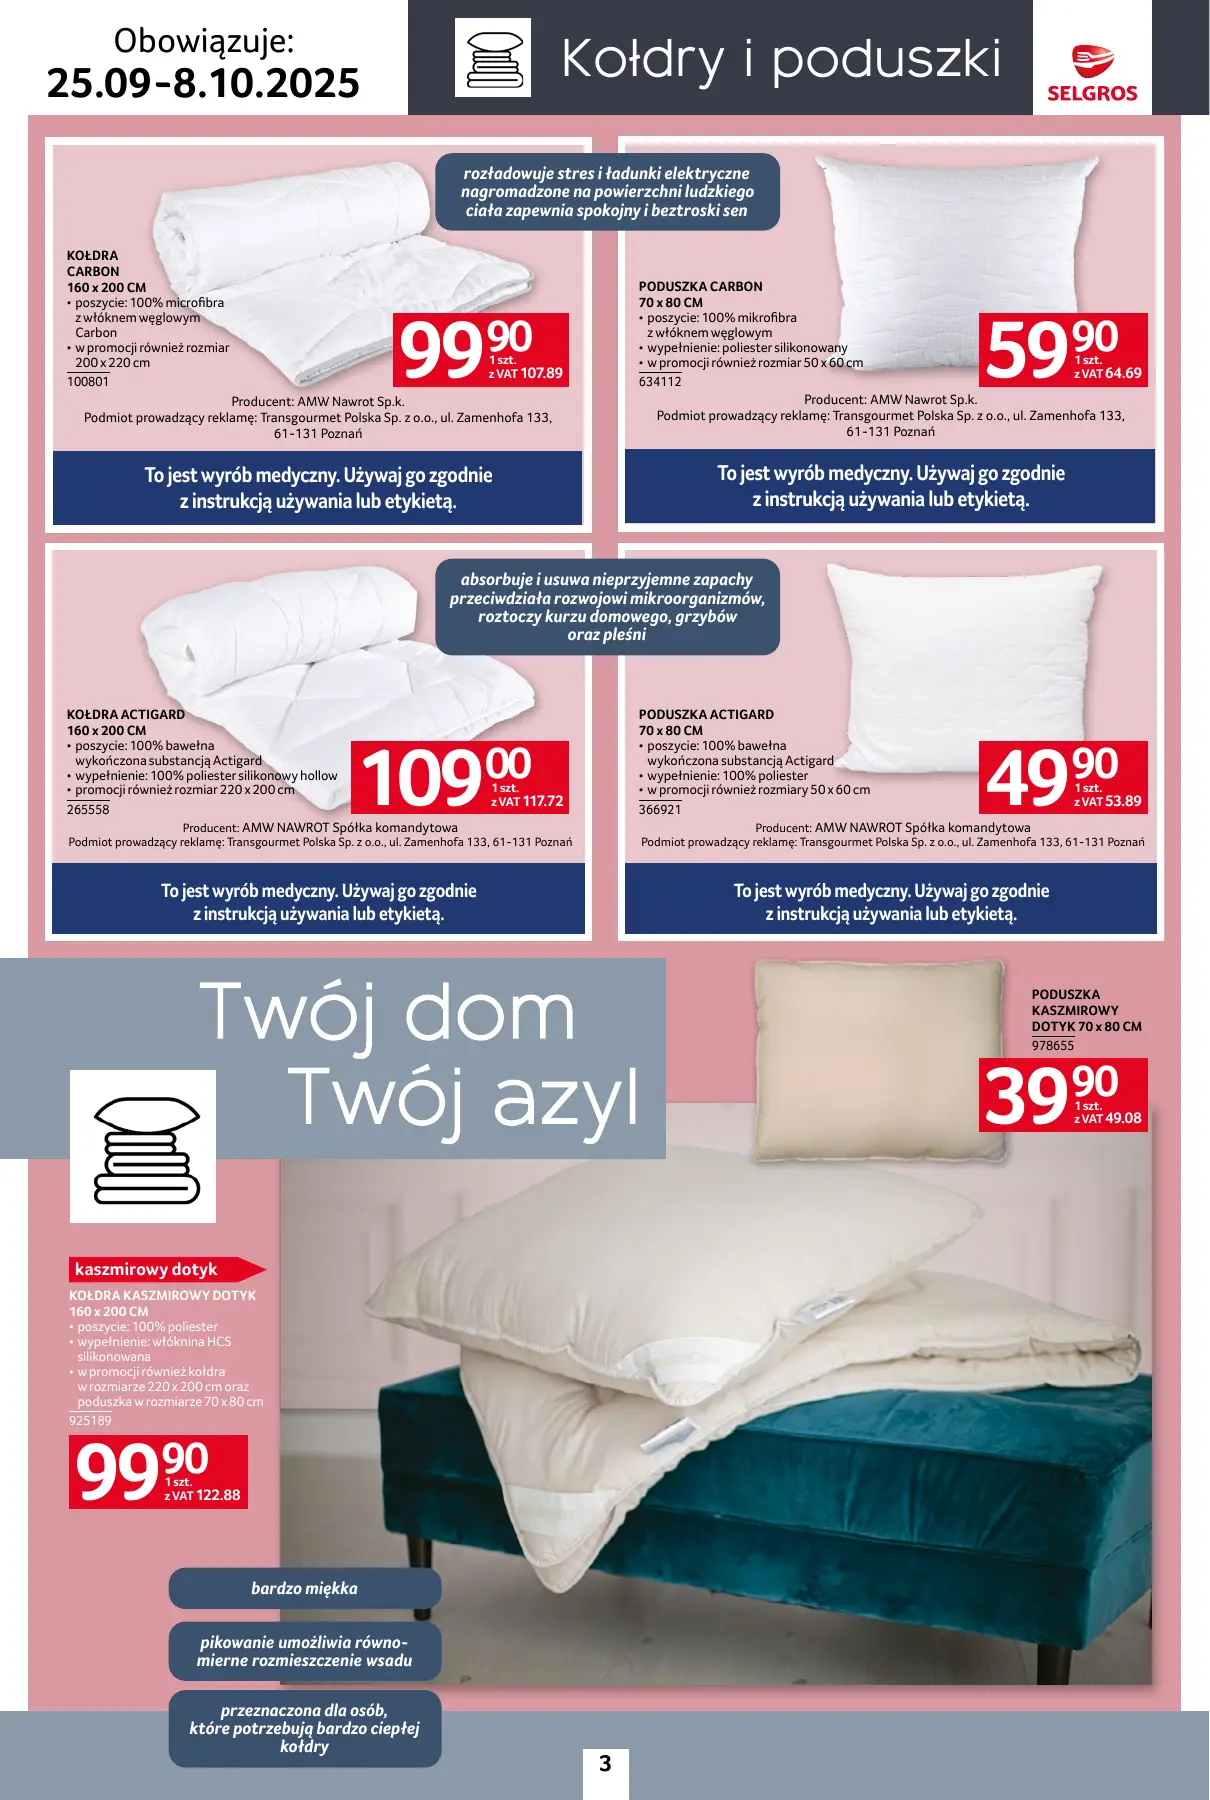 Obowiązuje:
25.09-8.10.2025
Kołdry i poduszki
SELGROS
rozładowuje stres i ładunki elektryczne
nagromadzone na powierzchni ludzkiego
ciała zapewnia spokojny i beztroski sen
KOŁDRA
CARBON
160 x 200 CM
• poszycie: 100% microfibra
z włóknem węglowym
Carbon
• w promocji również rozmiar
200 x 220 cm
100801
99 90
1 szt.
z VAT 107.89
Producent: AMW Nawrot Sp.k.
Podmiot prowadzący reklamę: Transgourmet Polska Sp. z o.o., ul. Zamenhofa 133,
61-131 Poznań
To jest wyrób medyczny. Używaj go zgodnie
z instrukcją używania lub etykietą.
PODUSZKA CARBON
70 x 80 CM
• poszycie: 100% mikrofibra
z włóknem węglowym
• wypełnienie: poliester silikonowany
• w promocji również rozmiar 50 x 60 cm
634112
59 90
1 szt.
z VAT 64.69
Producent: AMW Nawrot Sp.k.
Podmiot prowadzący reklamę: Transgourmet Polska Sp. z o.o., ul. Zamenhofa 133,
61-131 Poznań
To jest wyrób medyczny. Używaj go zgodnie
z instrukcją używania lub etykietą.
absorbuje i usuwa nieprzyjemne zapachy
przeciwdziała rozwojowi mikroorganizmów,
roztoczy kurzu domowego, grzybów
oraz pleśni
KOŁDRA ACTIGARD
160 x 200 CM
• poszycie: 100% bawełna
wykończona substancją Actigard
• wypełnienie: 100% poliester silikonowy hollow
• promocji również rozmiar 220 x 200 cm
265558
109 00
1 szt.
z VAT 117.72
Producent: AMW NAWROT Spółka komandytowa
Podmiot prowadzący reklamę: Transgourmet Polska Sp. z o.o., ul. Zamenhofa 133, 61-131 Poznań
To jest wyrób medyczny. Używaj go zgodnie
z instrukcją używania lub etykietą.
PODUSZKA ACTIGARD
70 x 80 CM
• poszycie: 100% bawełna
wykończona substancją Actigard
• wypełnienie: 100% poliester
• w promocji również rozmiary 50 x 60 cm
366921
49 90
1 szt.
z VAT 53.89
Producent: AMW NAWROT Spółka komandytowa
Podmiot prowadzący reklamę: Transgourmet Polska Sp. z o.o., ul. Zamenhofa 133, 61-131 Poznań
To jest wyrób medyczny. Używaj go zgodnie
z instrukcją używania lub etykietą.
Twój dom
Twój azyl
PODUSZKA
KASZMIROWY
DOTYK 70 x 80 CM
978655
39 90
1 szt.
z VAT 49.08
kaszmirowy dotyk
KOŁDRA KASZMIROWY DOTYK
160 x 200 CM
• poszycie: 100% poliester
• wypełnienie: włóknina HCS
silikonowana
• w promocji również kołdra
w rozmiarze 220 x 200 cm oraz
poduszka w rozmiarze 70 x 80 cm
925189
99 90
1 szt.
z VAT 122.88
bardzo miękka
pikowanie umożliwia równo-
mierne rozmieszczenie wsadu
przeznaczona dla osób,
które potrzebują bardzo ciepłej
kołdry
3